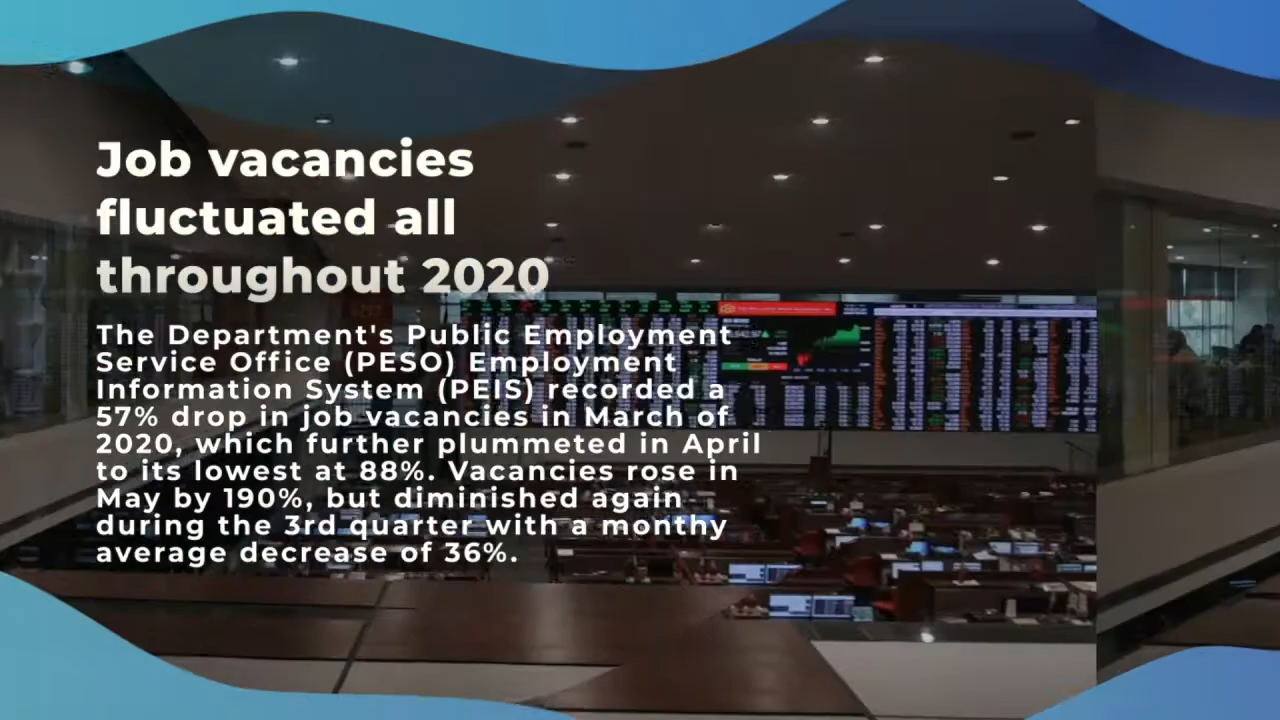 Job vacancies
fluctuated all
throughout 2020
The Department's Public Employment
Service Office (PESO) Employment
Information System (PEIS) recorded a
57% drop in job vacancies in March of
2020, which further plummeted in April
to its lowest at 88%. Vacancies rose in
May by 190%, but diminished again
during the 3rd quarter with a monthy
average decrease of 36%.